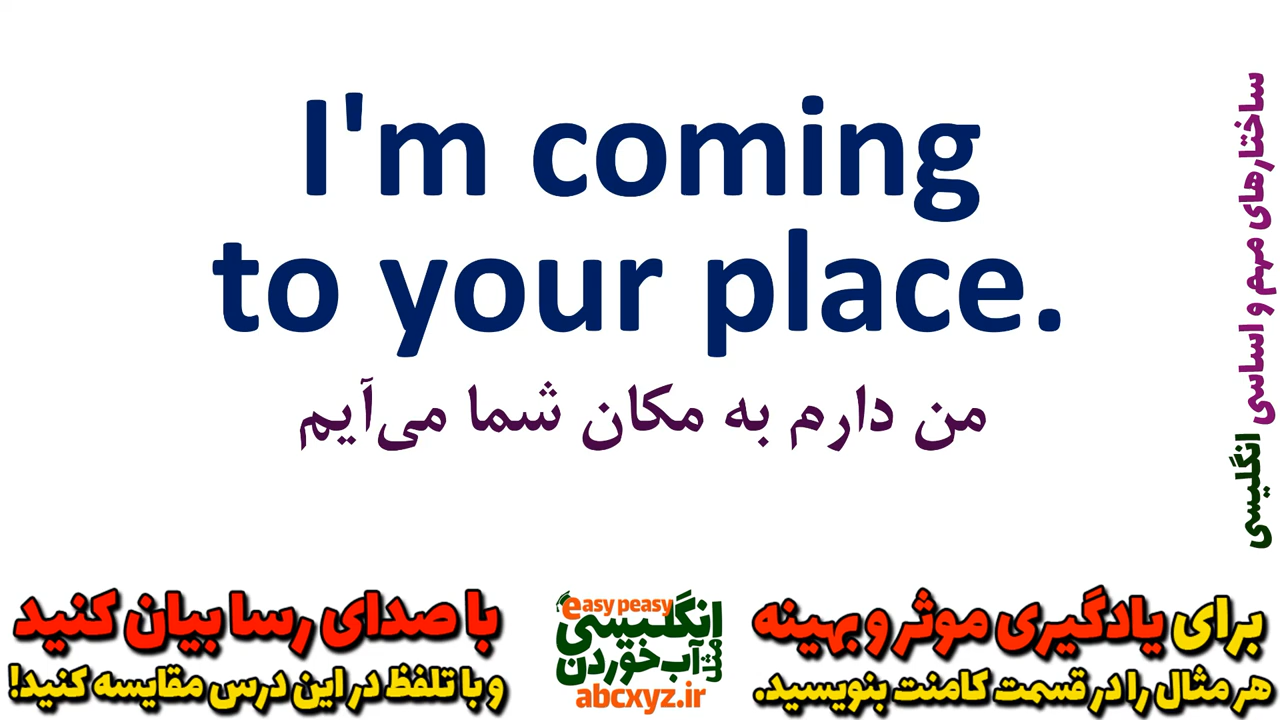 I'm coming
to your place.
من دارم به مکان شما می‌آیم
ساختارهای مهم و اساسی انگلیسی
برای یادگیری موثر و بهینه
هر مثال را در قسمت کامنت بنویسید.
easy peasy
انگلیسی
مثل آب خوردن
abcxyz.ir
با صدای رسا بیان کنید
و با تلفظ در این درس مقایسه کنید!